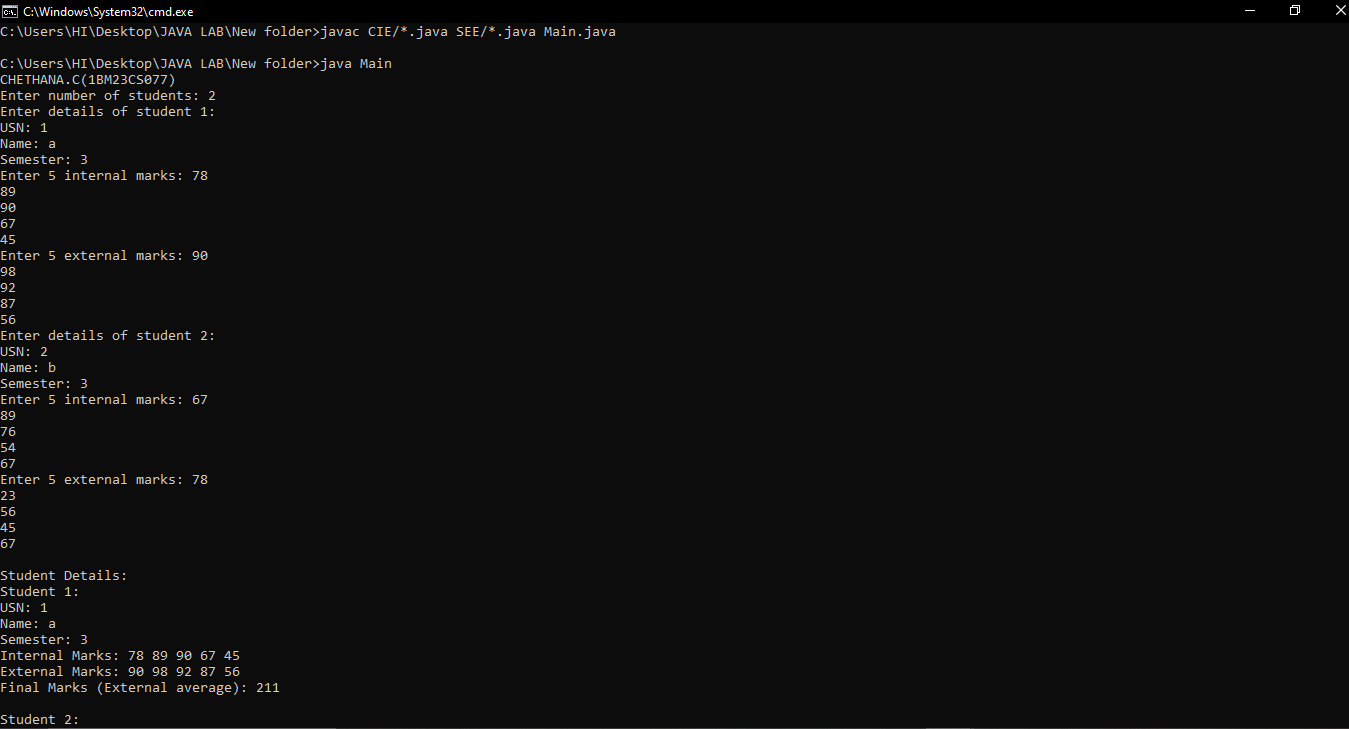 C:\Windows\System32\cmd.exe
C:\Users\HI\Desktop\JAVA LAB\New folder>javac CIE/*.java SEE/*.java Main.java
C:\Users\HI\Desktop\JAVA LAB\New folder>java Main
CHETHANA.C(1BM23CS077)
Enter number of students: 2
Enter details of student 1:
USN: 1
Name: a
Semester: 3
Enter 5 internal marks: 78
89
90
67
45
Enter 5 external marks: 90
98
92
87
56
Enter details of student 2:
USN: 2
Name: b
Semester: 3
Enter 5 internal marks: 67
89
76
54
67
Enter 5 external marks: 78
23
56
45
67
Student Details:
Student 1:
USN: 1
Name: a
Semester: 3
Internal Marks: 78 89 90 67 45
External Marks: 90 98 92 87 56
Final Marks (External average): 211
Student 2: